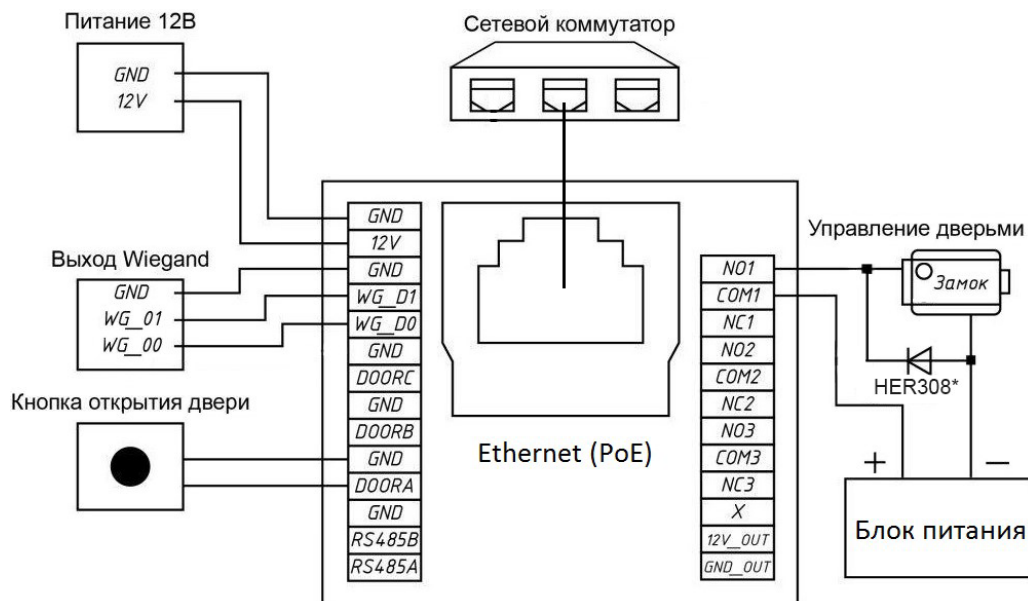 Питание 12В
GND
12V
Сетевой коммутатор
Выход Wiegand
GND
WG_01
WG_00
Кнопка открытия двери
GND
12V
GND
WG_D1
WG_D0
GND
DOORC
GND
DOORB
GND
DOORA
GND
RS485B
RS485A
Ethernet (PoE)
NO1
COM1
NC1
NO2
COM2
NC2
NO3
COM3
NC3
X
12V_OUT
GND_OUT
Управление дверьми
Замок
HER308*
+ −
Блок питания